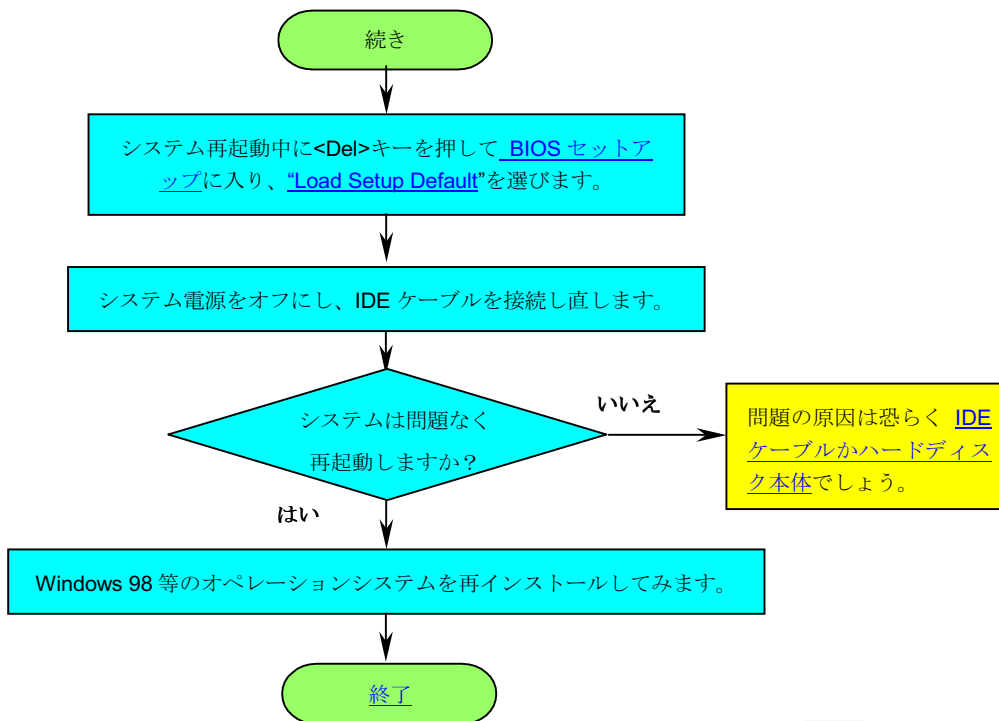 続き
システム再起動中に<Del>キーを押して BIOS セットア
ップに入り、“Load Setup Default”を選びます。
システム電源をオフにし、IDE ケーブルを接続し直します。
システムは問題なく
再起動しますか？
いいえ
問題の原因は恐らく IDE
ケーブルかハードディス
ク本体でしょう。
はい
Windows 98 等のオペレーションシステムを再インストールしてみます。
終了